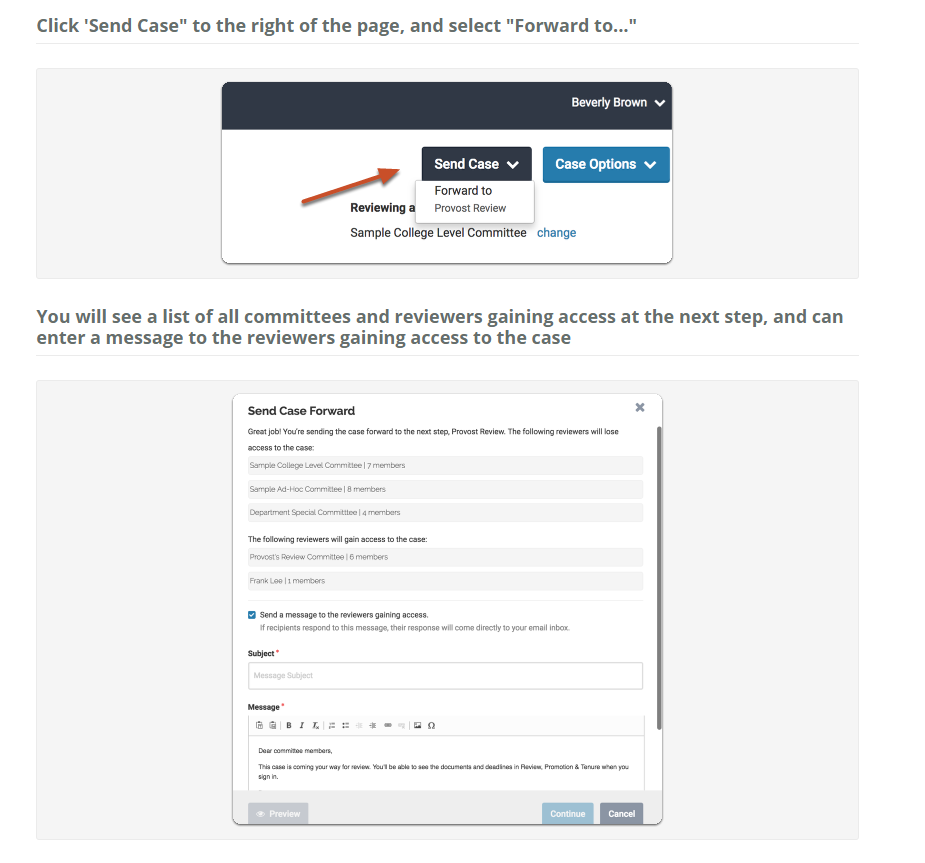 Click 'Send Case" to the right of the page, and select "Forward to..."
Beverly Brown
Send Case
Case Options
Forward to
Provost Review
Reviewing a
Sample College Level Committee change
You will see a list of all committees and reviewers gaining access at the next step, and can
enter a message to the reviewers gaining access to the case
Send Case Forward
Great job! You're sending the case forward to the next step, Provost Review. The following reviewers will lose
access to the case:
Sample College Level Committee | 7 members
Sample Ad-Hoc Committee | 8 members
Department Special Committtee | 4 members
The following reviewers will gain access to the case:
Provost's Review Committee | 6 members
Frank Lee | 1 members
Send a message to the reviewers gaining access.
If recipients respond to this message, their response will come directly to your email inbox.
Subject *
Message Subject
Message *
B I Tx Ω
Dear committee members,
This case is coming your way for review. You'll be able to see the documents and deadlines in Review, Promotion & Tenure when you
sign in.
Preview
Continue
Cancel